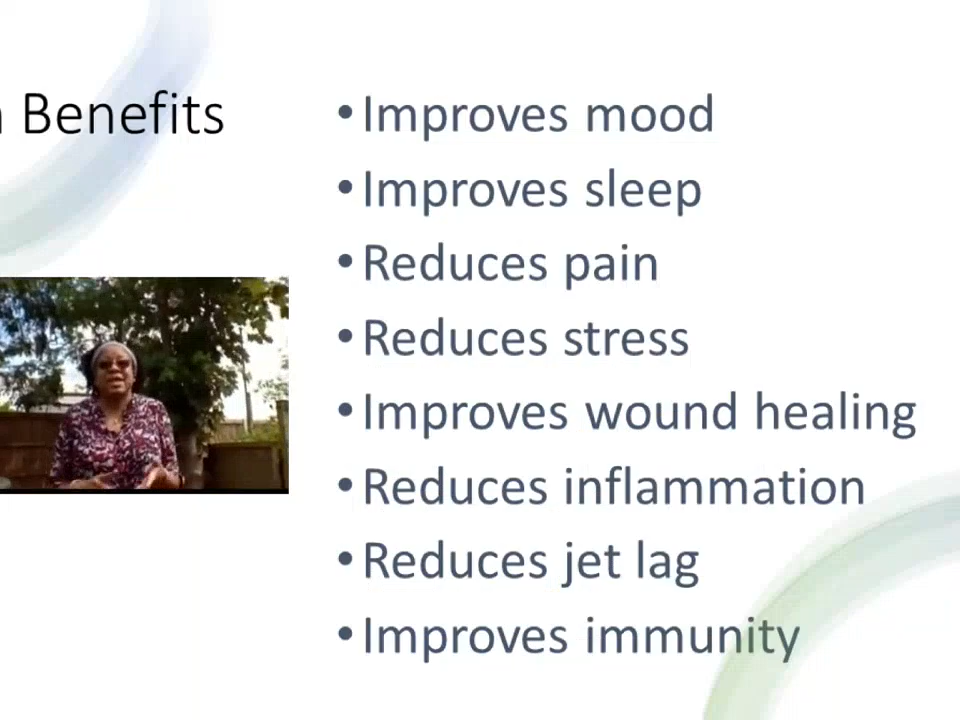 Benefits
• Improves mood
• Improves sleep
• Reduces pain
• Reduces stress
• Improves wound healing
• Reduces inflammation
• Reduces jet lag
• Improves immunity